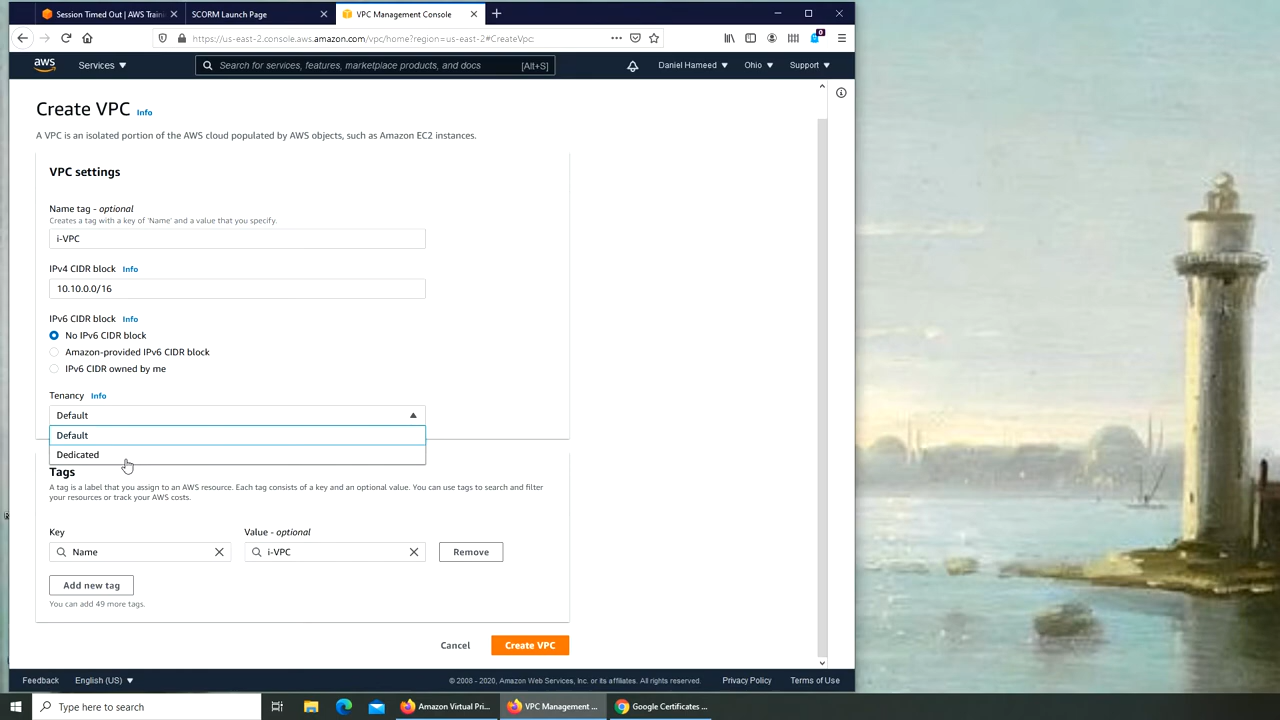 Session Timed Out | AWS Traini
SCORM Launch Page
VPC Management Console
https://us-east-2.console.aws.amazon.com/vpc/home?region=us-east-2#CreateVpc:
0
aws
Services
Search for services, features, marketplace products, and docs
[Alt+S]
Daniel Hameed
Ohio
Support
Create VPC Info
A VPC is an isolated portion of the AWS cloud populated by AWS objects, such as Amazon EC2 instances.
VPC settings
Name tag - optional
Creates a tag with a key of 'Name' and a value that you specify.
i-VPC
IPv4 CIDR block Info
10.10.0.0/16
IPv6 CIDR block Info
No IPv6 CIDR block
Amazon-provided IPv6 CIDR block
IPv6 CIDR owned by me
Tenancy Info
Default
Default
Dedicated
Tags
A tag is a label that you assign to an AWS resource. Each tag consists of a key and an optional value. You can use tags to search and filter
your resources or track your AWS costs.
Key
Value - optional
Name
i-VPC
Remove
Add new tag
You can add 49 more tags.
Cancel
Create VPC
Feedback
English (US)
© 2008 - 2020, Amazon Web Services, Inc. or its affiliates. All rights reserved.
Privacy Policy
Terms of Use
Type here to search
Amazon Virtual Pri...
VPC Management ...
Google Certificates ...